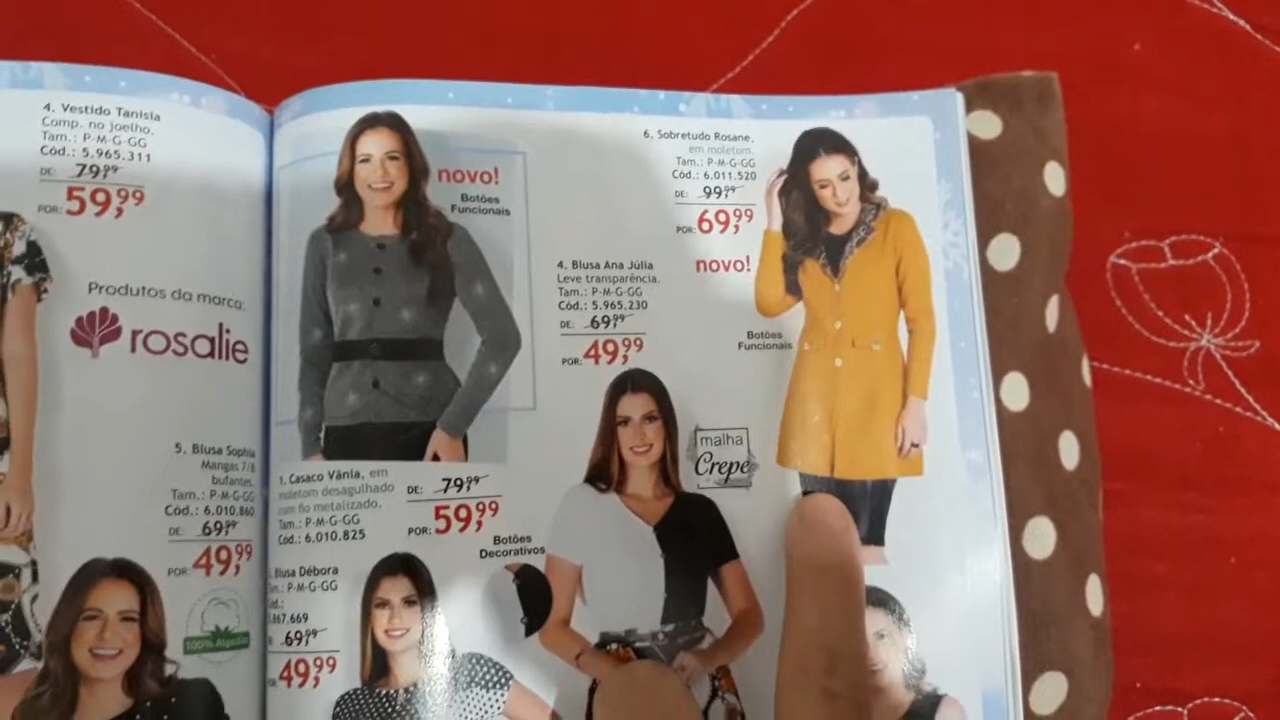 4. Vestido Tanisia
Comp. no joelho.
Tam.: P-M-G-GG
Cód.: 5.965.311
DE: 79,99
POR: 59,99
Produtos da marca:
rosalie
5. Blusa Sophia
Mangas 7/8
bufantes.
Tam.: P-M-G-GG
Cód.: 6.010.860
DE: 69,99
POR: 49,99
100% Algodão
novo!
Botões
Funcionais
1. Casaco Vânia, em
moletom desagulhado
com fio metalizado.
Tam.: P-M-G-GG
Cód.: 6.010.825
DE: 79,99
POR: 59,99
Blusa Débora
P-M-G-GG
867.669
69,99
49,99
Botões
Decorativos
4. Blusa Ana Júlia
Leve transparência.
Tam.: P-M-G-GG
Cód.: 5.965.230
DE: 69,99
POR: 49,99
malha
Crepe
6. Sobretudo Rosane,
em moletom.
Tam.: P-M-G-GG
Cód.: 6.011.520
DE: 99,99
POR: 69,99
novo!
Botões
Funcionais